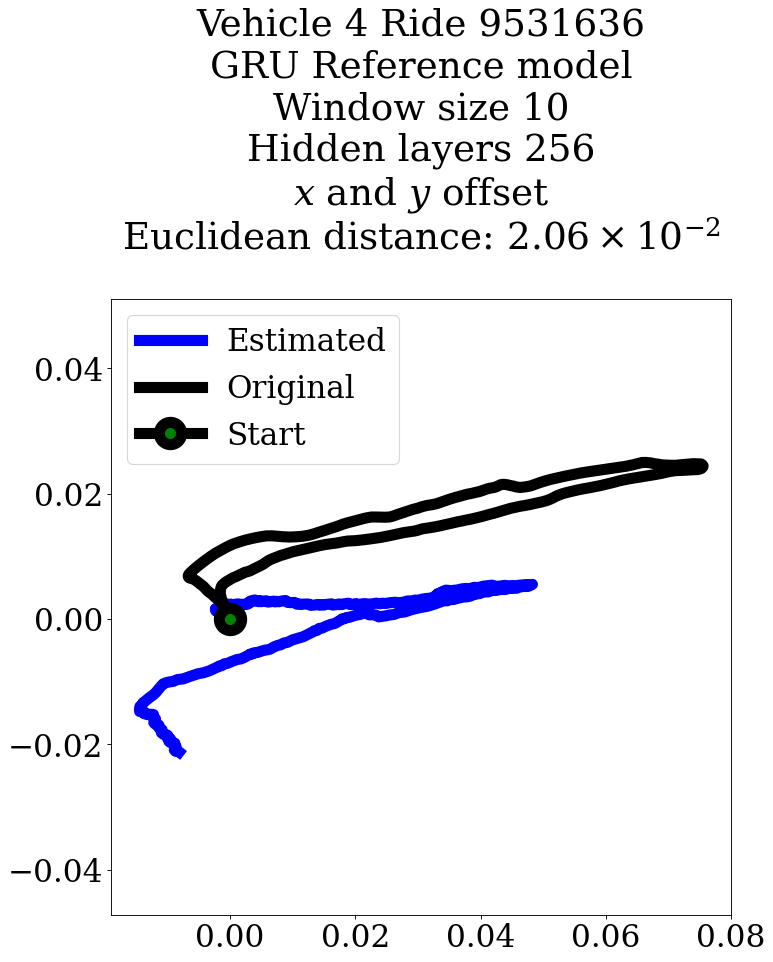 Vehicle 4 Ride 9531636
GRU Reference model
Window size 10
Hidden layers 256
x and y offset
Euclidean distance: 2.06 × 10⁻²
Estimated
Original
Start
0.04
0.02
0.00
−0.02
−0.04
0.00 0.02 0.04 0.06 0.08